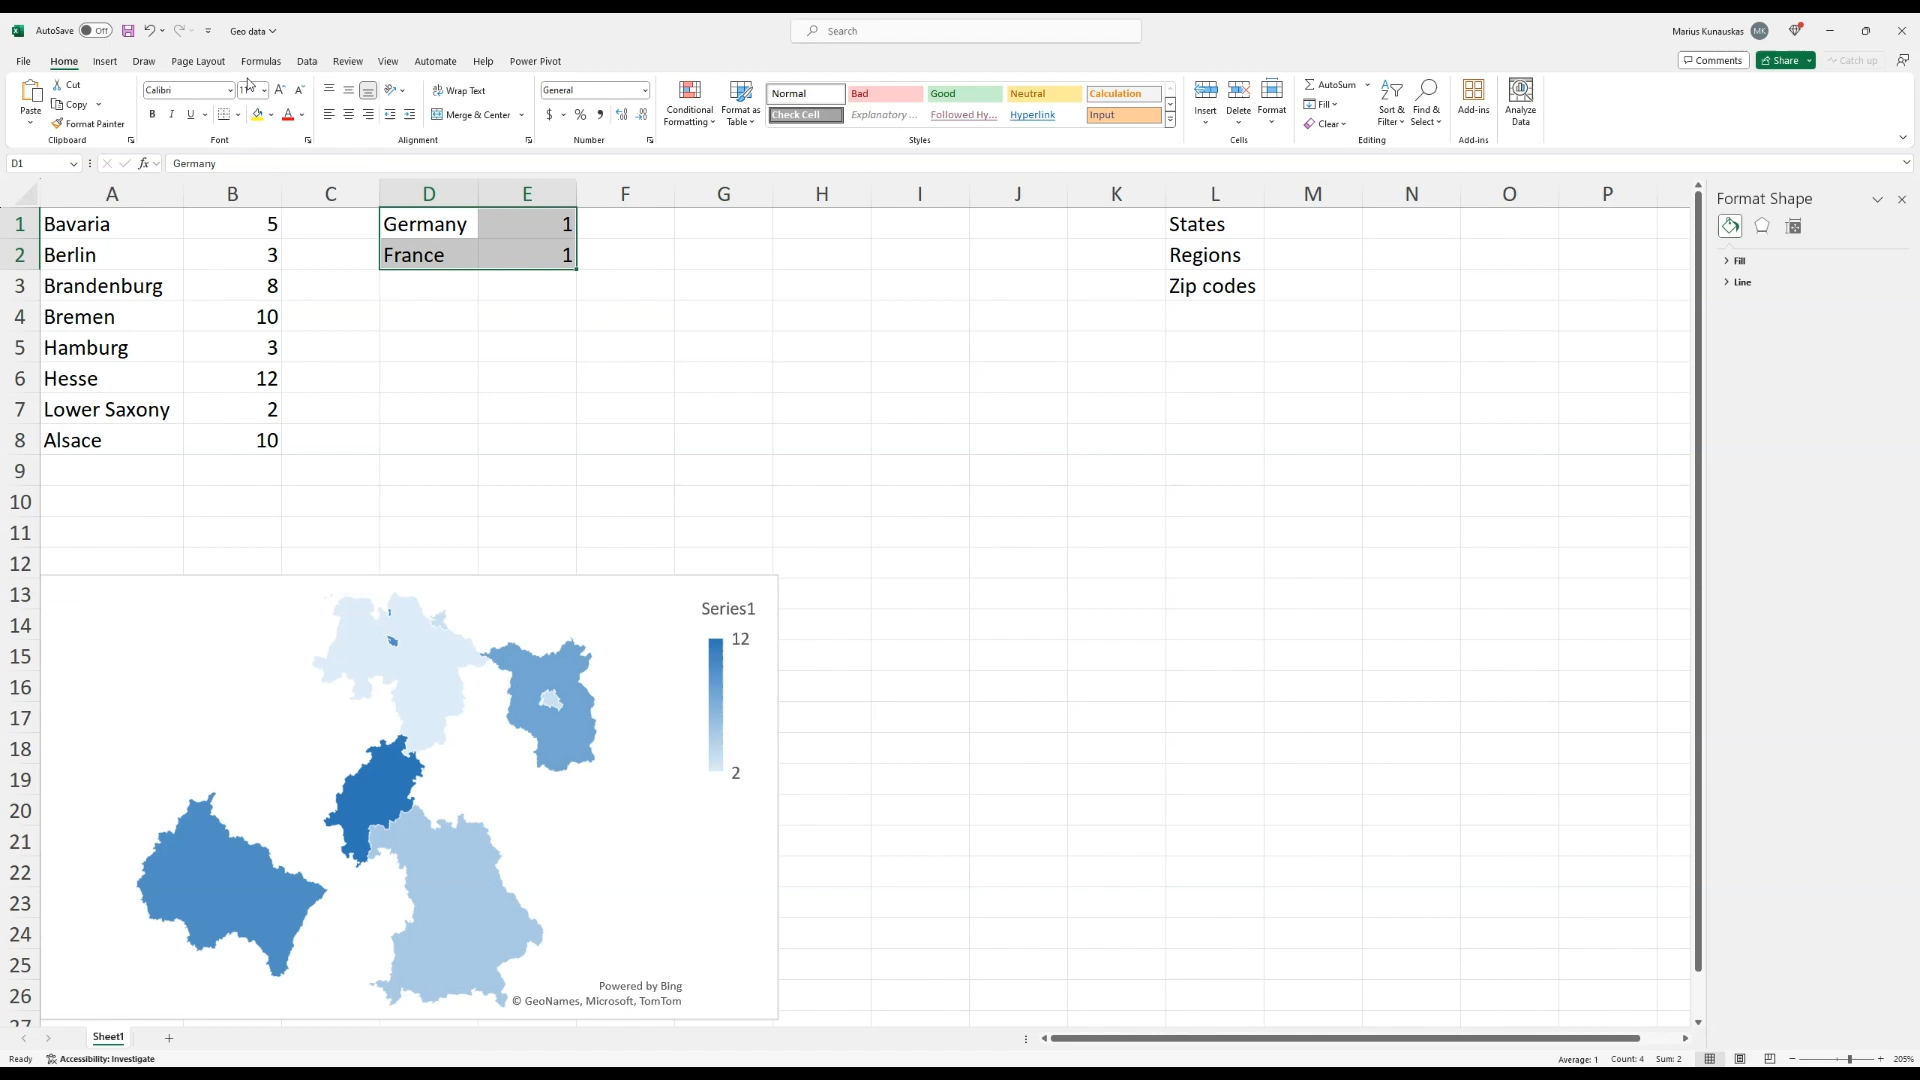 AutoSave Off Geo data Search Marius Kunauskas MK
File Home Insert Draw Page Layout Formulas Data Review View Automate Help Power Pivot Comments Share Catch up
Paste Cut Copy Format Painter Clipboard
Calibri B I U A Font
Wrap Text Merge & Center Alignment
General $ % Number
Conditional Formatting Format as Table
Normal Bad Good Neutral Calculation
Check Cell Explanatory ... Followed Hy... Hyperlink Input
Styles
Insert Delete Format Cells
AutoSum Fill Clear Sort & Filter Find & Select Editing
Add-ins Add-ins
Analyze Data
D1 fx Germany
A B C D E F G H I J K L M N O P
1 Bavaria 5 Germany 1 States
2 Berlin 3 France 1 Regions
3 Brandenburg 8 Zip codes
4 Bremen 10
5 Hamburg 3
6 Hesse 12
7 Lower Saxony 2
8 Alsace 10
9
10
11
12
13
14
15
16
17
18
19
20
21
22
23
24
25
26
27
Series1
12
2
Powered by Bing
© GeoNames, Microsoft, TomTom
Format Shape
Fill
Line
Sheet1
Ready Accessibility: Investigate Average: 1 Count: 4 Sum: 2 205%